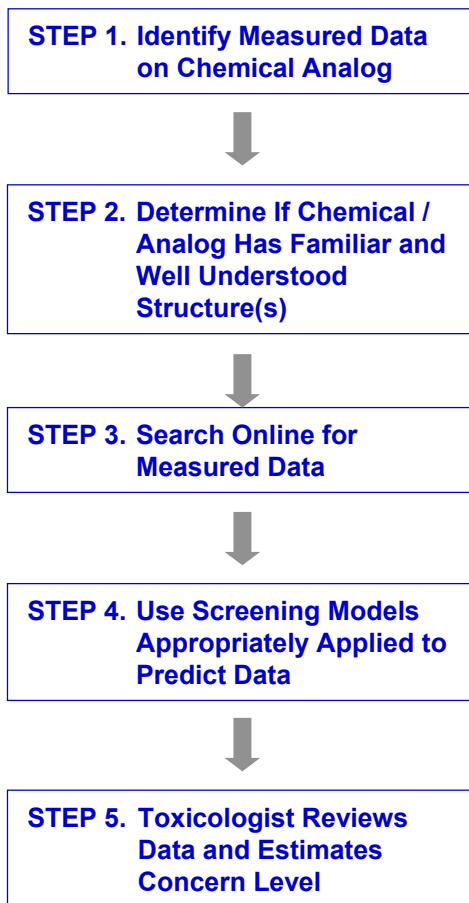 STEP 1. Identify Measured Data
on Chemical Analog
STEP 2. Determine If Chemical /
Analog Has Familiar and
Well Understood
Structure(s)
STEP 3. Search Online for
Measured Data
STEP 4. Use Screening Models
Appropriately Applied to
Predict Data
STEP 5. Toxicologist Reviews
Data and Estimates
Concern Level